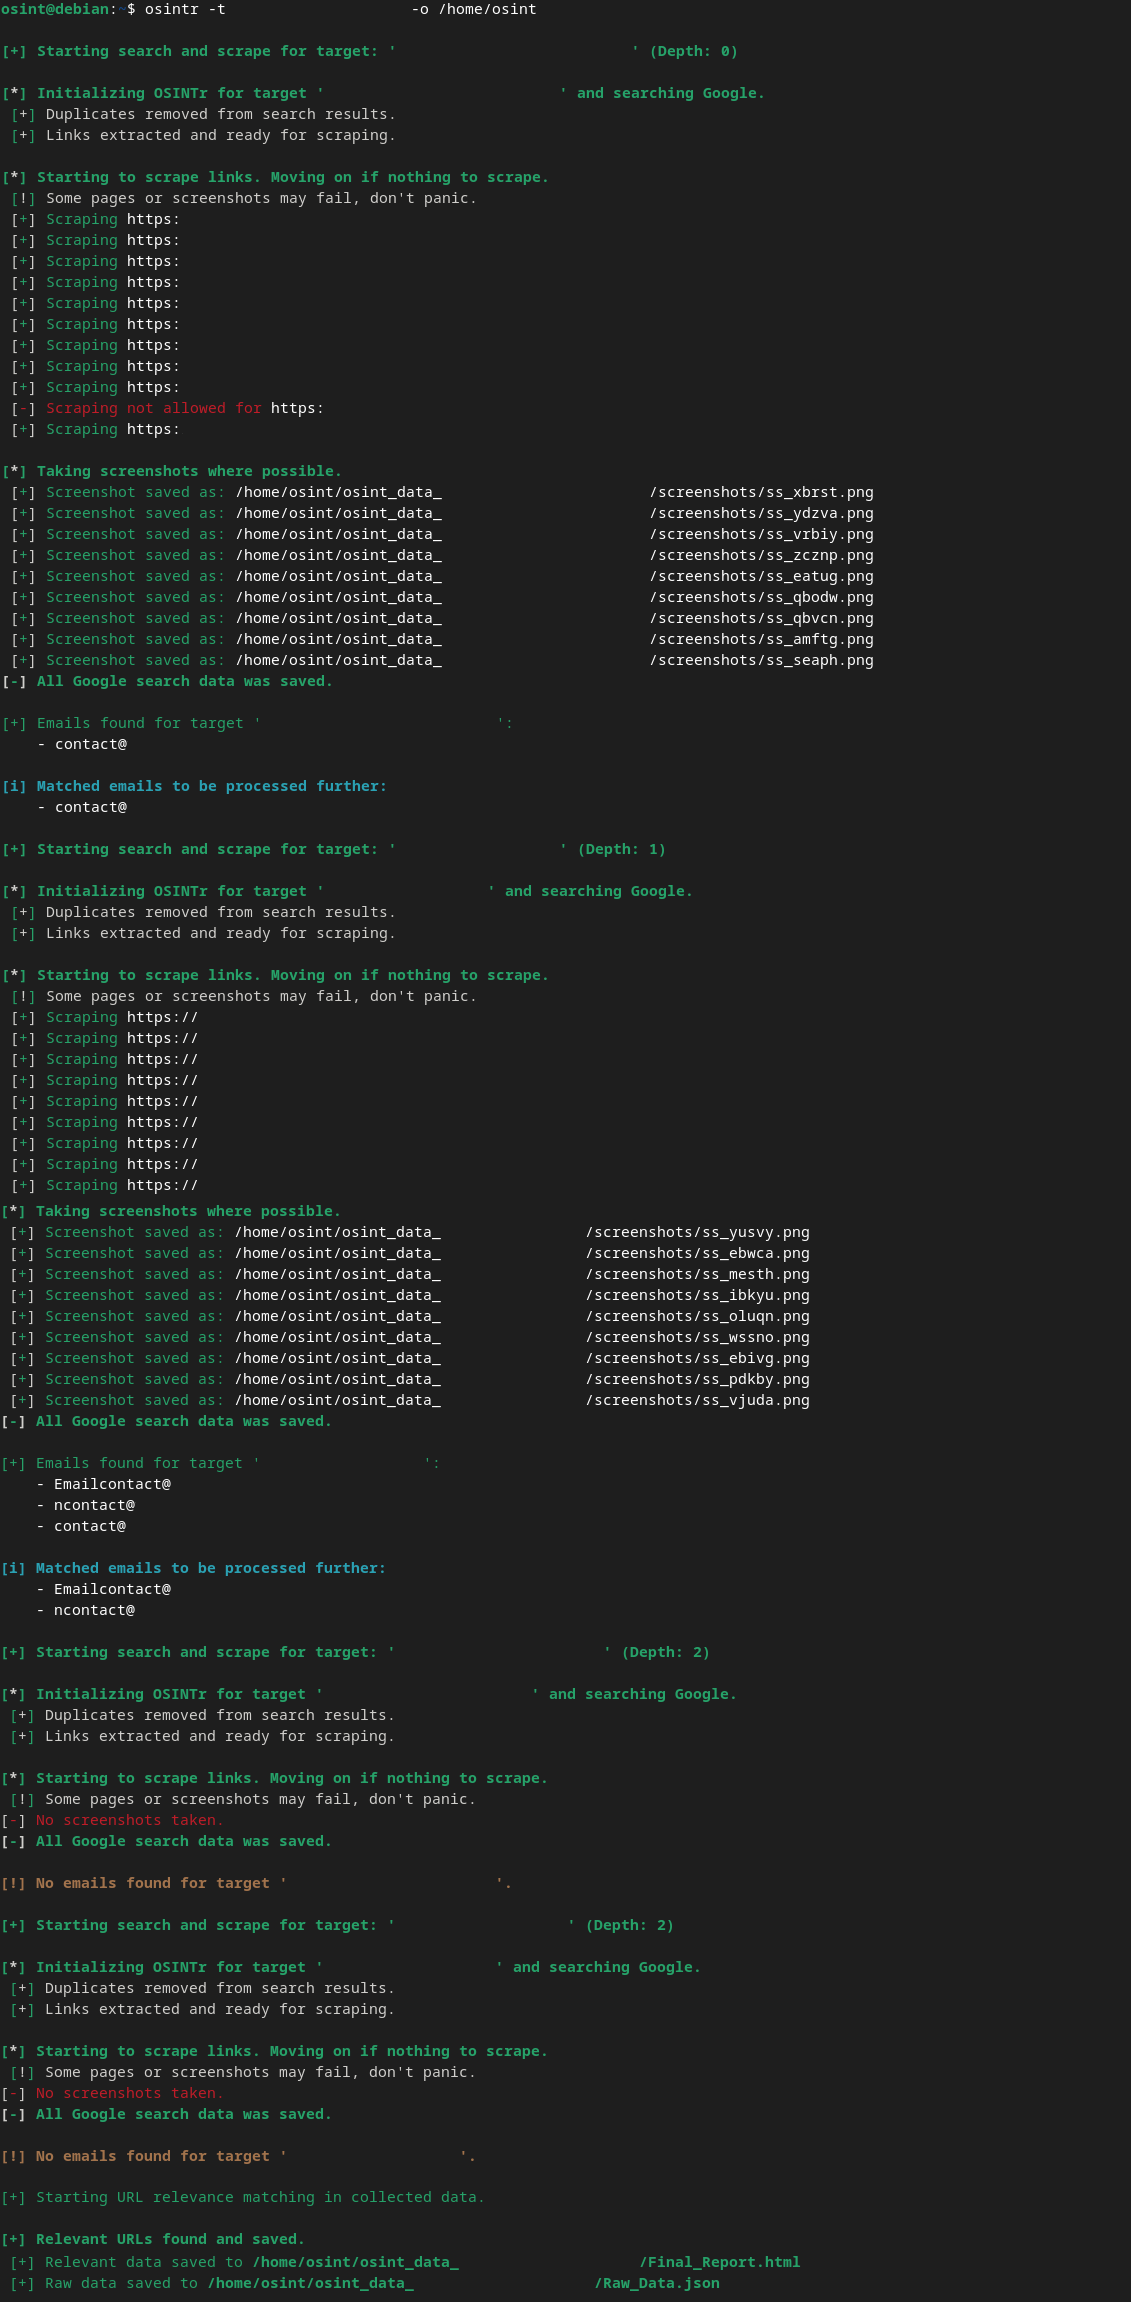 osint@debian:~$ osintr -t -o /home/osint
[+] Starting search and scrape for target: ' ' (Depth: 0)
[*] Initializing OSINTr for target ' ' and searching Google.
[+] Duplicates removed from search results.
[+] Links extracted and ready for scraping.
[*] Starting to scrape links. Moving on if nothing to scrape.
[!] Some pages or screenshots may fail, don't panic.
[+] Scraping https:
[+] Scraping https:
[+] Scraping https:
[+] Scraping https:
[+] Scraping https:
[+] Scraping https:
[+] Scraping https:
[+] Scraping https:
[+] Scraping https:
[-] Scraping not allowed for https:
[+] Scraping https:
[*] Taking screenshots where possible.
[+] Screenshot saved as: /home/osint/osint_data_ /screenshots/ss_xbrst.png
[+] Screenshot saved as: /home/osint/osint_data_ /screenshots/ss_ydzva.png
[+] Screenshot saved as: /home/osint/osint_data_ /screenshots/ss_vrbiy.png
[+] Screenshot saved as: /home/osint/osint_data_ /screenshots/ss_zcznp.png
[+] Screenshot saved as: /home/osint/osint_data_ /screenshots/ss_eatug.png
[+] Screenshot saved as: /home/osint/osint_data_ /screenshots/ss_qbodw.png
[+] Screenshot saved as: /home/osint/osint_data_ /screenshots/ss_qbvcn.png
[+] Screenshot saved as: /home/osint/osint_data_ /screenshots/ss_amftg.png
[+] Screenshot saved as: /home/osint/osint_data_ /screenshots/ss_seaph.png
[-] All Google search data was saved.
[+] Emails found for target ' ':
- contact@
[i] Matched emails to be processed further:
- contact@
[+] Starting search and scrape for target: ' ' (Depth: 1)
[*] Initializing OSINTr for target ' ' and searching Google.
[+] Duplicates removed from search results.
[+] Links extracted and ready for scraping.
[*] Starting to scrape links. Moving on if nothing to scrape.
[!] Some pages or screenshots may fail, don't panic.
[+] Scraping https://
[+] Scraping https://
[+] Scraping https://
[+] Scraping https://
[+] Scraping https://
[+] Scraping https://
[+] Scraping https://
[+] Scraping https://
[+] Scraping https://
[*] Taking screenshots where possible.
[+] Screenshot saved as: /home/osint/osint_data_ /screenshots/ss_yusvy.png
[+] Screenshot saved as: /home/osint/osint_data_ /screenshots/ss_ebwca.png
[+] Screenshot saved as: /home/osint/osint_data_ /screenshots/ss_mesth.png
[+] Screenshot saved as: /home/osint/osint_data_ /screenshots/ss_ibkyu.png
[+] Screenshot saved as: /home/osint/osint_data_ /screenshots/ss_oluqn.png
[+] Screenshot saved as: /home/osint/osint_data_ /screenshots/ss_wssno.png
[+] Screenshot saved as: /home/osint/osint_data_ /screenshots/ss_ebivg.png
[+] Screenshot saved as: /home/osint/osint_data_ /screenshots/ss_pdkby.png
[+] Screenshot saved as: /home/osint/osint_data_ /screenshots/ss_vjuda.png
[-] All Google search data was saved.
[+] Emails found for target ' ':
- Emailcontact@
- ncontact@
- contact@
[i] Matched emails to be processed further:
- Emailcontact@
- ncontact@
[+] Starting search and scrape for target: ' ' (Depth: 2)
[*] Initializing OSINTr for target ' ' and searching Google.
[+] Duplicates removed from search results.
[+] Links extracted and ready for scraping.
[*] Starting to scrape links. Moving on if nothing to scrape.
[!] Some pages or screenshots may fail, don't panic.
[-] No screenshots taken.
[-] All Google search data was saved.
[!] No emails found for target ' '.
[+] Starting search and scrape for target: ' ' (Depth: 2)
[*] Initializing OSINTr for target ' ' and searching Google.
[+] Duplicates removed from search results.
[+] Links extracted and ready for scraping.
[*] Starting to scrape links. Moving on if nothing to scrape.
[!] Some pages or screenshots may fail, don't panic.
[-] No screenshots taken.
[-] All Google search data was saved.
[!] No emails found for target ' '.
[+] Starting URL relevance matching in collected data.
[+] Relevant URLs found and saved.
[+] Relevant data saved to /home/osint/osint_data_ /Final_Report.html
[+] Raw data saved to /home/osint/osint_data_ /Raw_Data.json